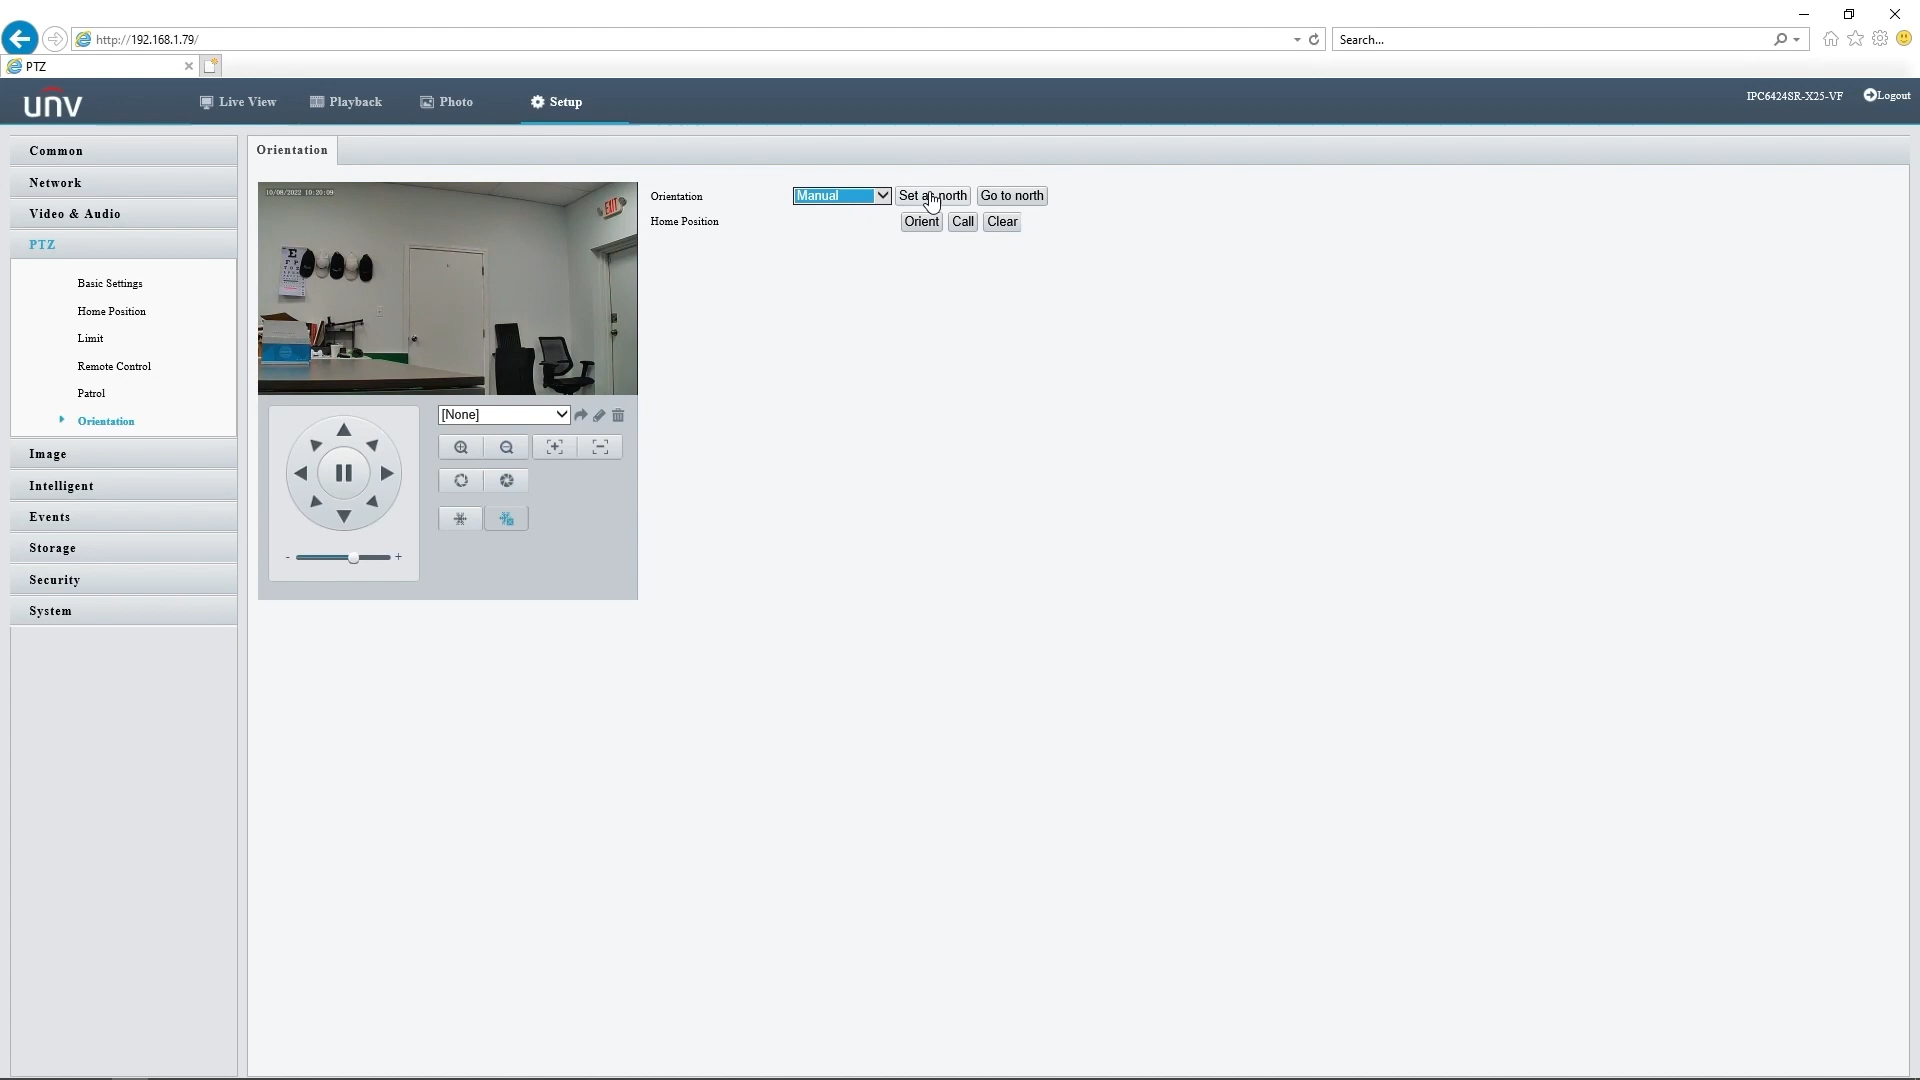 http://192.168.1.79/
Search...
PTZ
unv
Live View
Playback
Photo
Setup
IPC6424SR-X25-VF
Logout
Common
Network
Video & Audio
PTZ
Basic Settings
Home Position
Limit
Remote Control
Patrol
Orientation
Image
Intelligent
Events
Storage
Security
System
Orientation
10/08/2022 10:20:09
EXIT
E
[None]
- +
Orientation Manual Set as north Go to north
Home Position Orient Call Clear